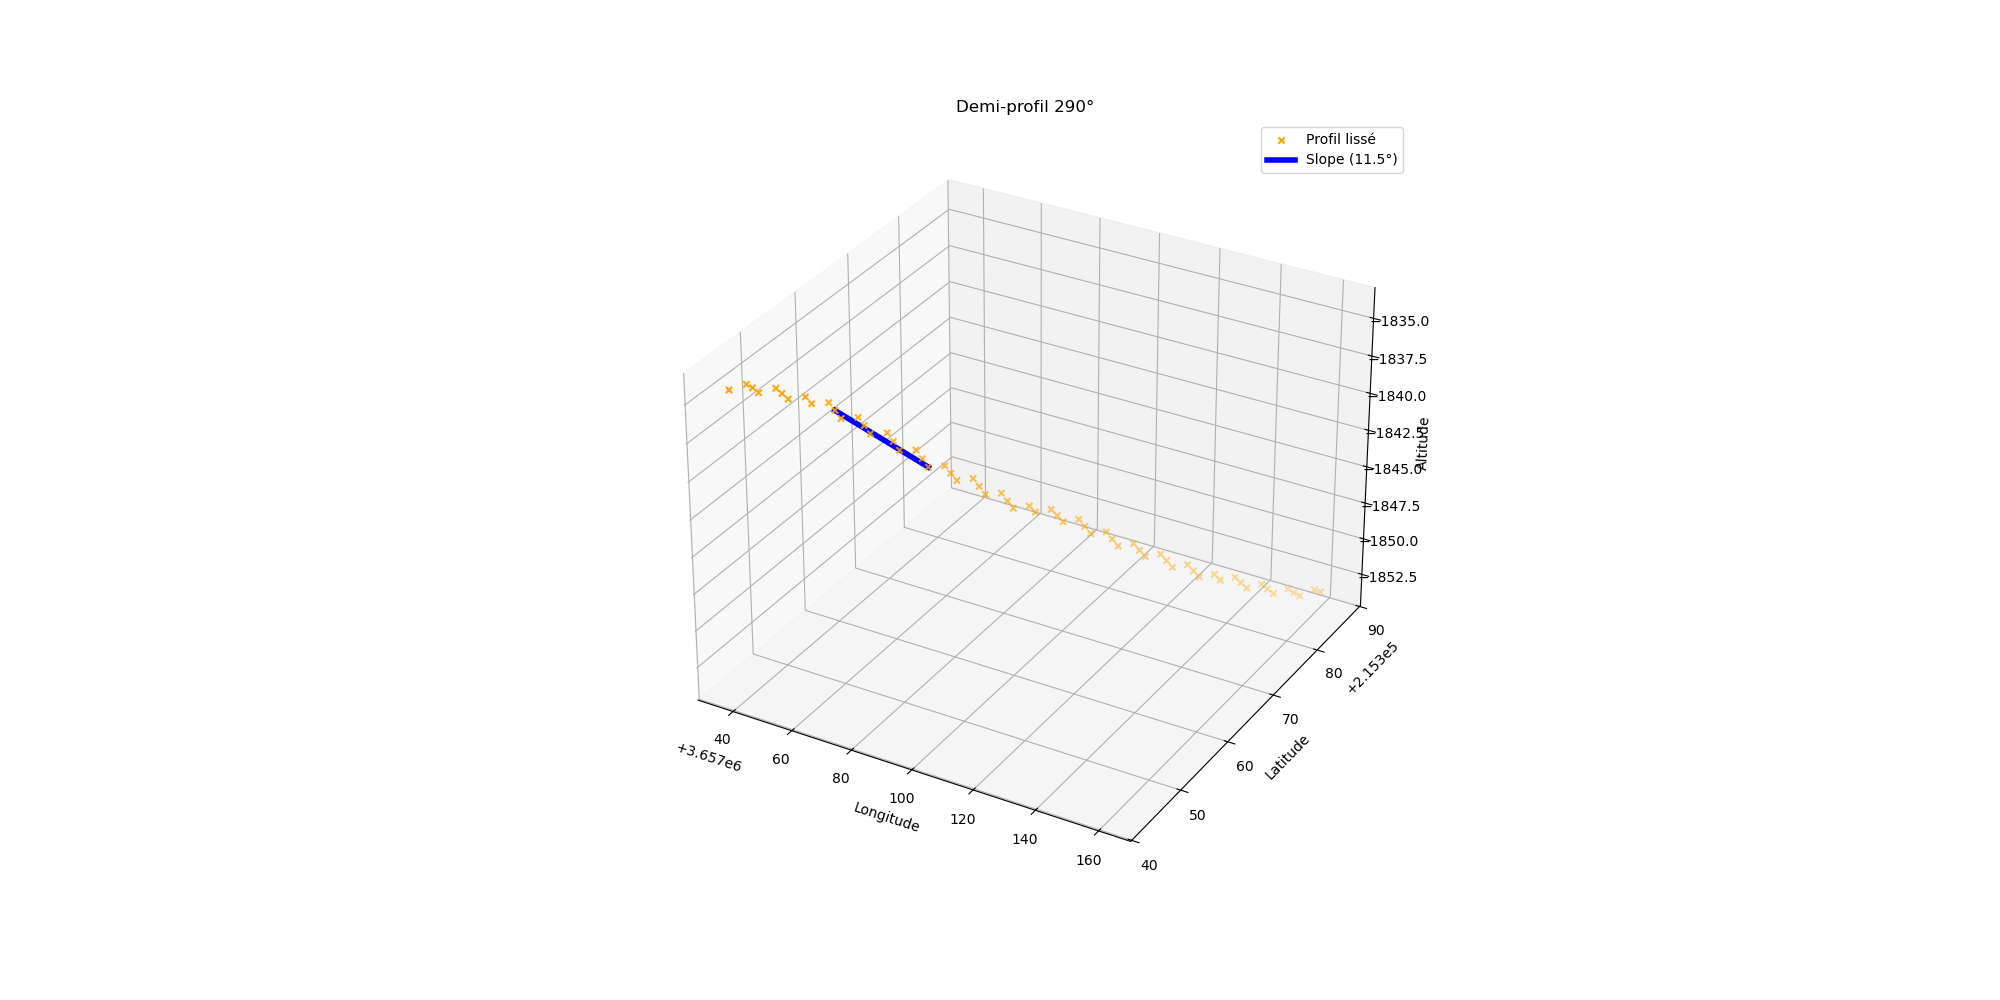 Demi-profil 290°
Profil lissé
Slope (11.5°)
−1835.0
−1837.5
−1840.0
−1842.5
−1845.0
−1847.5
−1850.0
−1852.5
Altitude
90
80
70
60
50
40
+2.153e5
Latitude
40
60
80
100
120
140
160
+3.657e6
Longitude